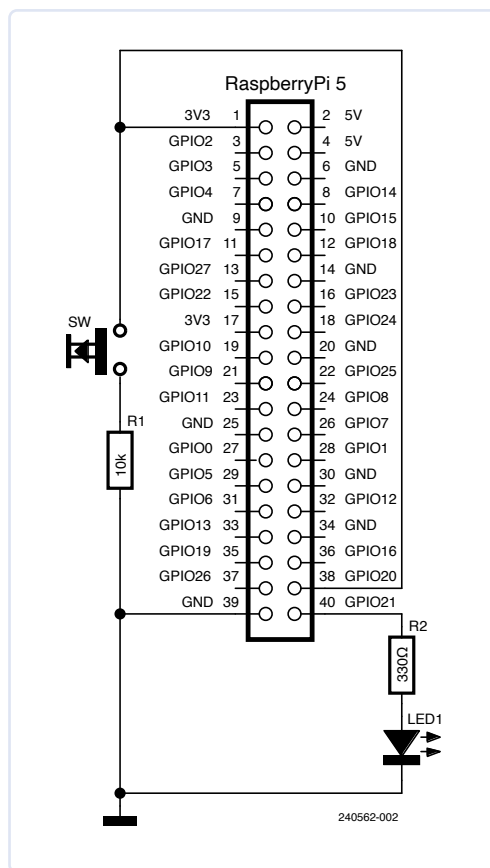 RaspberryPi 5
3V3 1 2 5V
GPIO2 3 4 5V
GPIO3 5 6 GND
GPIO4 7 8 GPIO14
GND 9 10 GPIO15
GPIO17 11 12 GPIO18
GPIO27 13 14 GND
GPIO22 15 16 GPIO23
SW
3V3 17 18 GPIO24
GPIO10 19 20 GND
GPIO9 21 22 GPIO25
GPIO11 23 24 GPIO8
R1
GND 25 26 GPIO7
10k
GPIO0 27 28 GPIO1
GPIO5 29 30 GND
GPIO6 31 32 GPIO12
GPIO13 33 34 GND
GPIO19 35 36 GPIO16
GPIO26 37 38 GPIO20
GND 39 40 GPIO21
R2
330Ω
LED1
240562-002